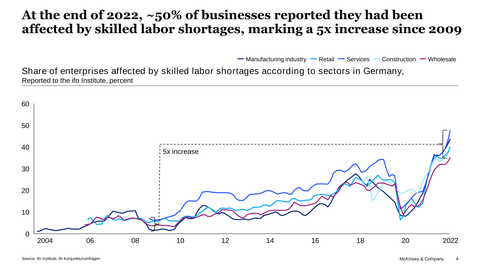 At the end of 2022, ~50% of businesses reported they had been
affected by skilled labor shortages, marking a 5x increase since 2009
Manufacturing industry Retail Services Construction Wholesale
Share of enterprises affected by skilled labor shortages according to sectors in Germany,
Reported to the ifo Institute, percent
60
50
40
30
20
10
0
5x increase
2004 06 08 10 12 14 16 18 20 2022
Source: ifo Institute, ifo Konjunkturumfragen
McKinsey & Company 4